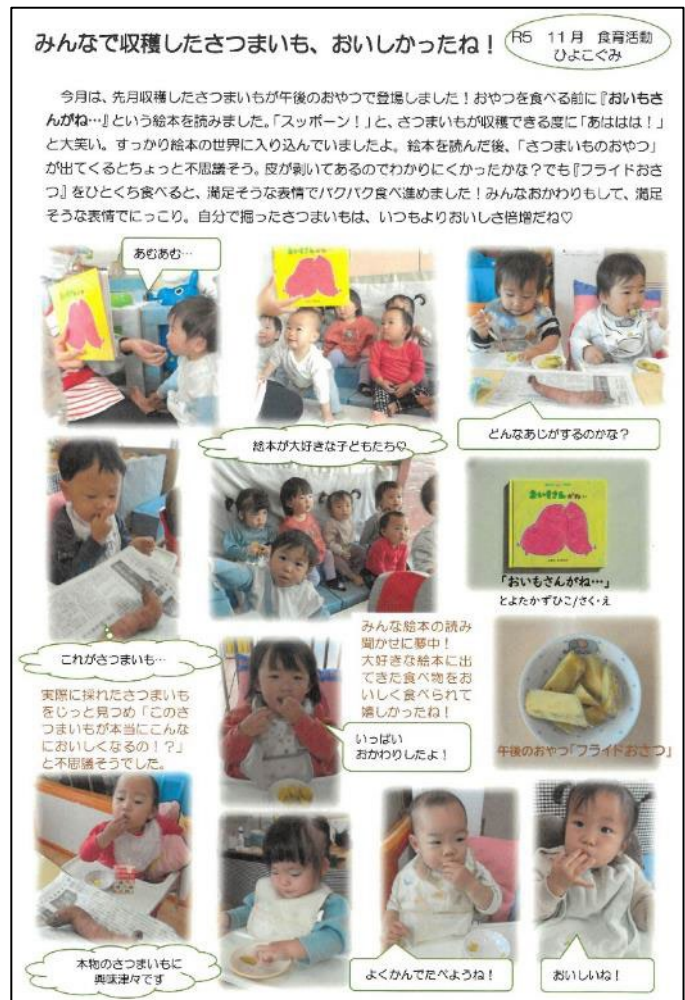 みんなで収穫したさつまいも、おいしかったね！
R5　11月　食育活動
ひよこぐみ
今月は、先月収穫したさつまいもが午後のおやつで登場しました！おやつを食べる前に『おいもさ
んがね…』という絵本を読みました。「スッポーン！」と、さつまいもが収穫できる度に「あははは！」
と大笑い。すっかり絵本の世界に入り込んでいましたよ。絵本を読んだ後、「さつまいものおやつ」
が出てくるとちょっと不思議そう。皮が剥いてあるのでわかりにくかったかな？でも『フライドおさ
つ』をひとくち食べると、満足そうな表情でパクパク食べ進めました！みんなおかわりもして、満足
そうな表情でにっこり。自分で掘ったさつまいもは、いつもよりおいしさ倍増だね♡
あむあむ…
絵本が大好きな子どもたち♡
どんなあじがするのかな？
おいもさんがね…
「おいもさんがね…」
とよたかずひこ/さく・え
これがさつまいも…
実際に採れたさつまいも
をじっと見つめ「このさ
つまいもが本当にこんな
においしくなるの！？」
と不思議そうでした。
みんな絵本の読み
聞かせに夢中！
大好きな絵本に出
てきた食べ物をお
いしく食べられて
嬉しかったね！
いっぱい
おかわりしたよ！
午後のおやつ「フライドおさつ」
本物のさつまいもに
興味津々です
よくかんでたべようね！
おいしいね！